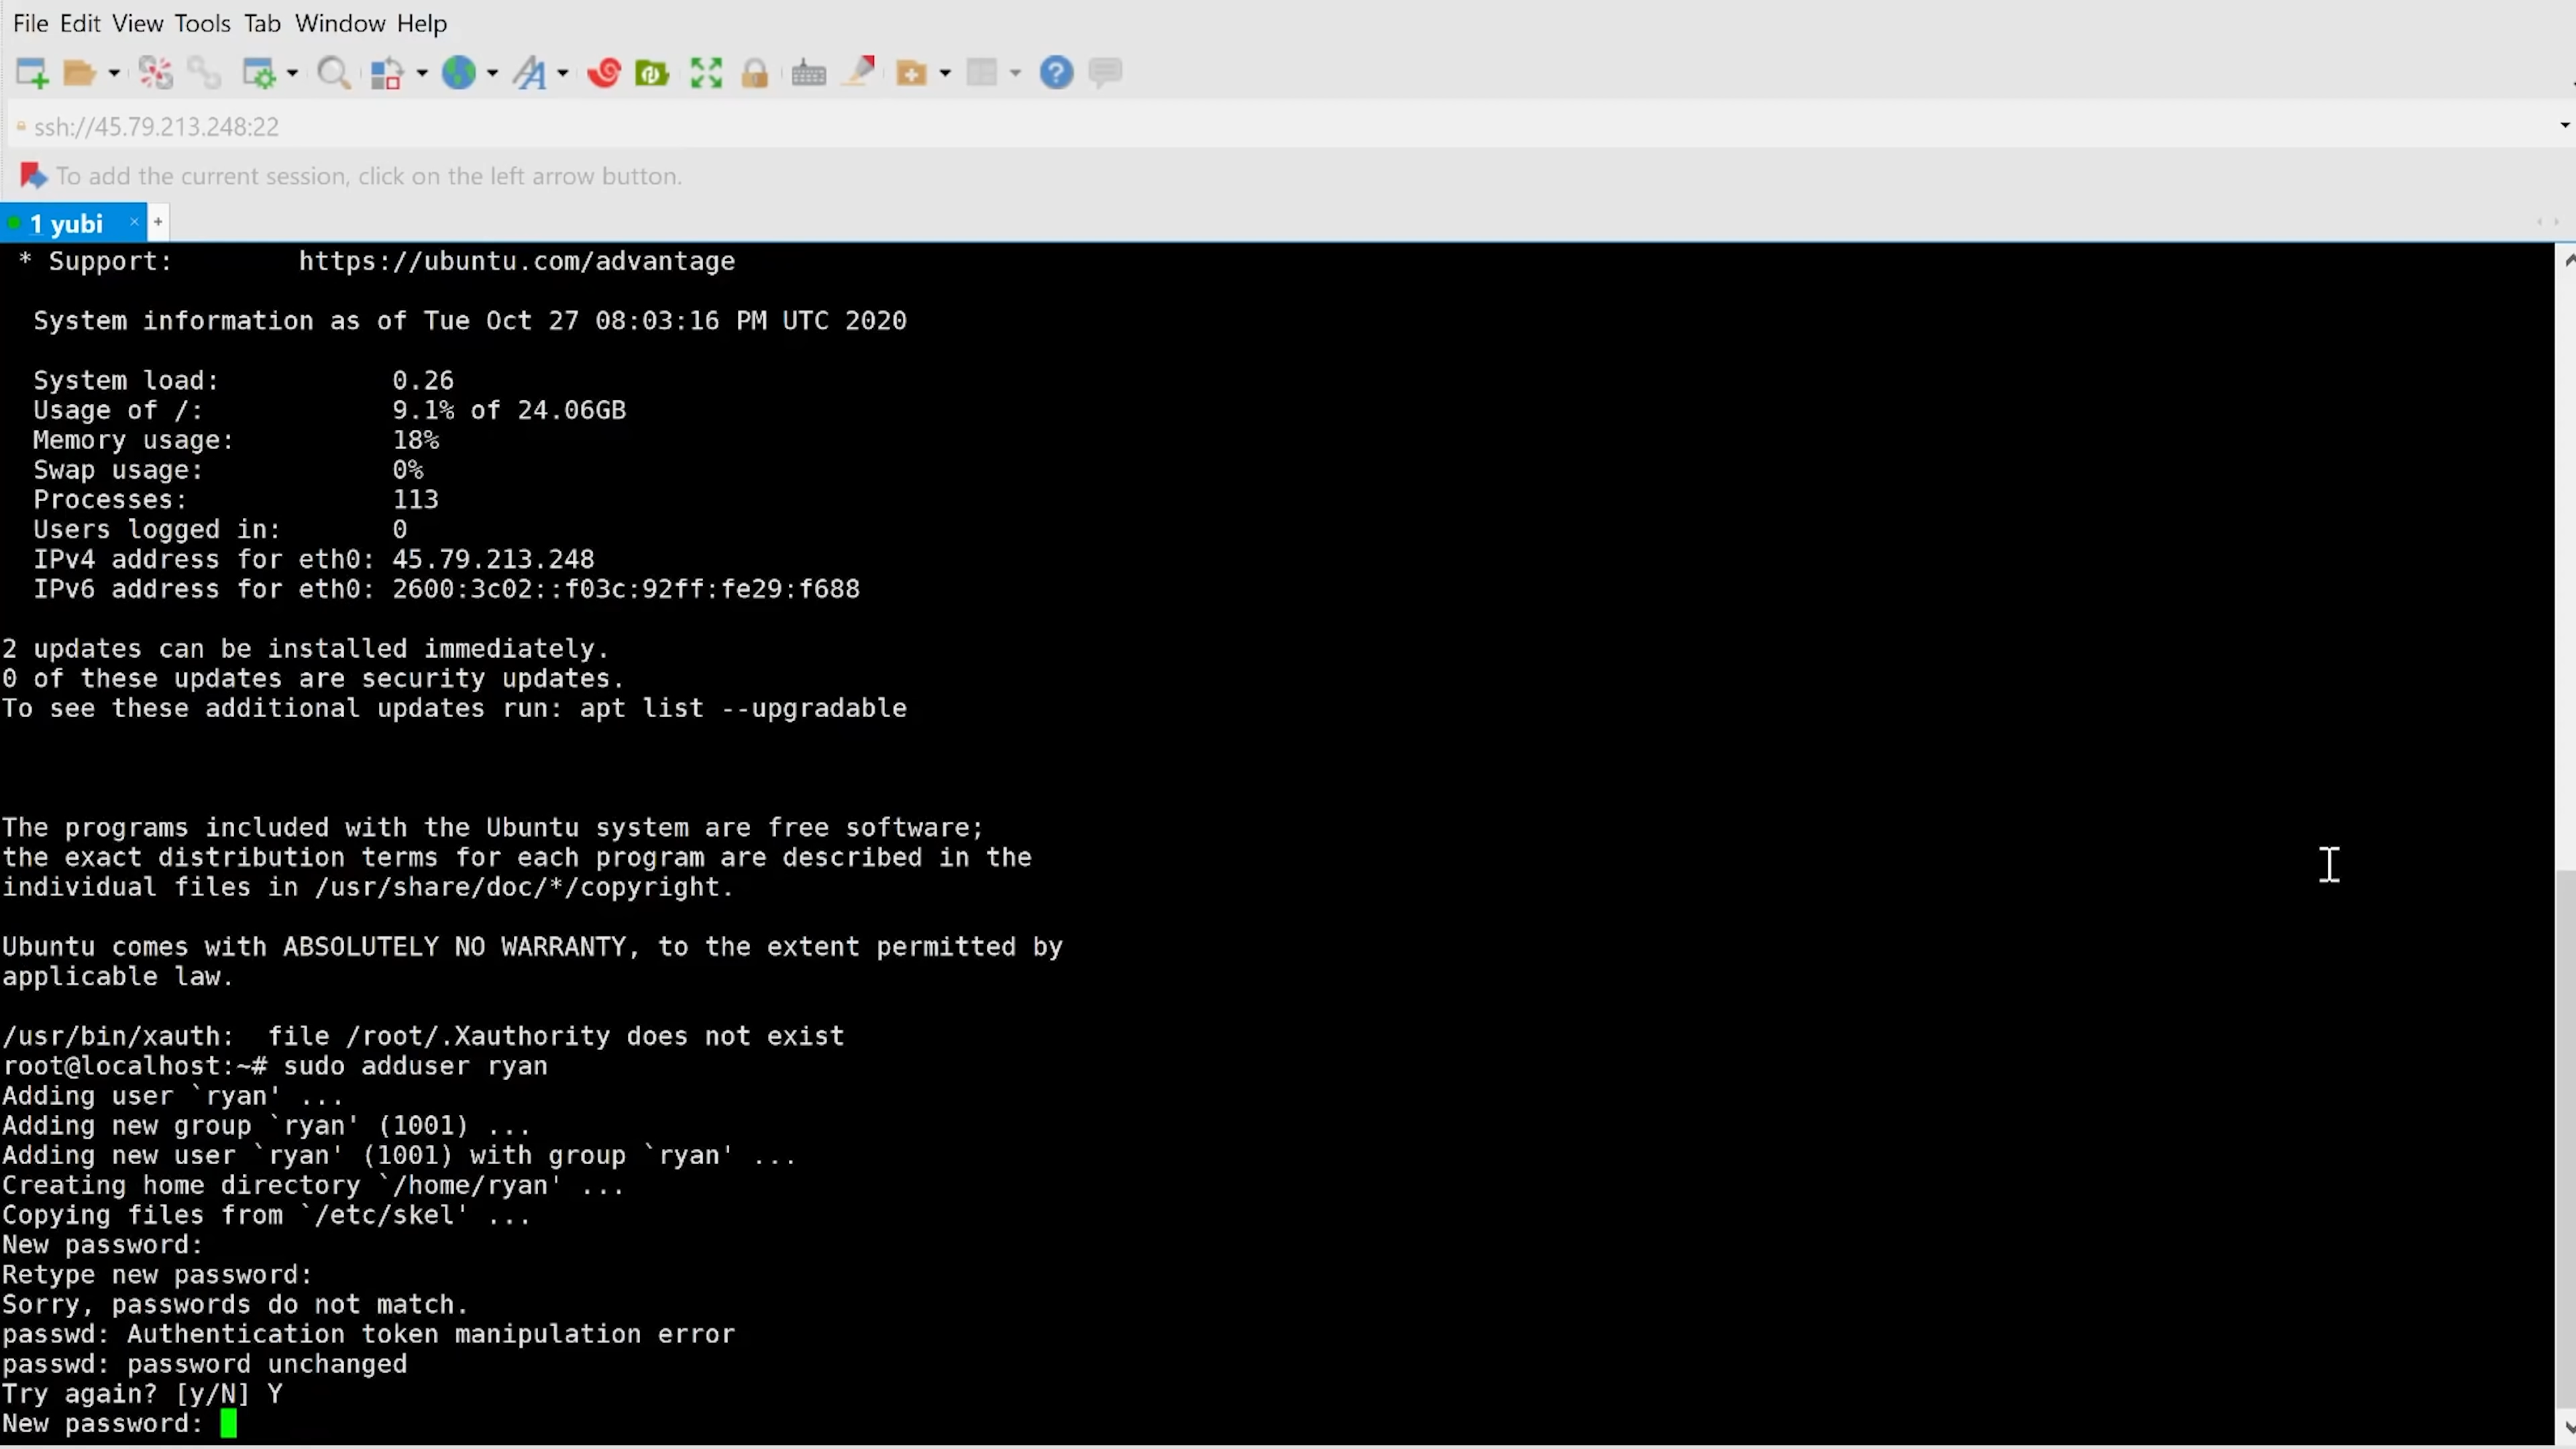 File Edit View Tools Tab Window Help
ssh://45.79.213.248:22
To add the current session, click on the left arrow button.
1 yubi × +
* Support: https://ubuntu.com/advantage
System information as of Tue Oct 27 08:03:16 PM UTC 2020
System load: 0.26
Usage of /: 9.1% of 24.06GB
Memory usage: 18%
Swap usage: 0%
Processes: 113
Users logged in: 0
IPv4 address for eth0: 45.79.213.248
IPv6 address for eth0: 2600:3c02::f03c:92ff:fe29:f688
2 updates can be installed immediately.
0 of these updates are security updates.
To see these additional updates run: apt list --upgradable
The programs included with the Ubuntu system are free software;
the exact distribution terms for each program are described in the
individual files in /usr/share/doc/*/copyright.
Ubuntu comes with ABSOLUTELY NO WARRANTY, to the extent permitted by
applicable law.
/usr/bin/xauth:  file /root/.Xauthority does not exist
root@localhost:~# sudo adduser ryan
Adding user `ryan' ...
Adding new group `ryan' (1001) ...
Adding new user `ryan' (1001) with group `ryan' ...
Creating home directory `/home/ryan' ...
Copying files from `/etc/skel' ...
New password:
Retype new password:
Sorry, passwords do not match.
passwd: Authentication token manipulation error
passwd: password unchanged
Try again? [y/N] Y
New password: